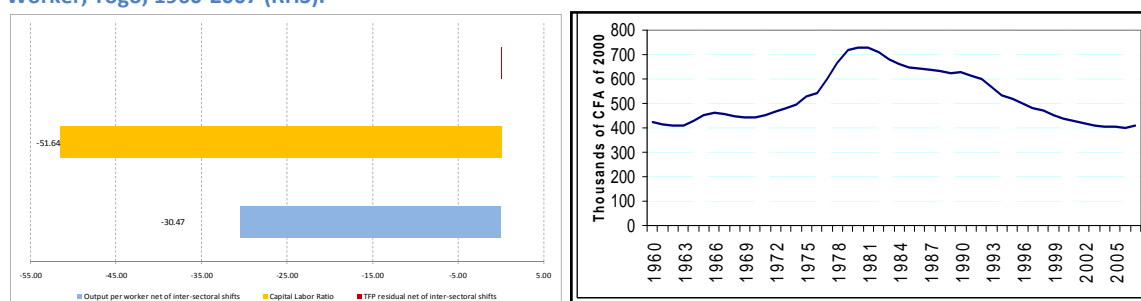 Worker, Togo, 1960-2007 (RHS).
-51.64
-30.47
-55.00 -45.00 -35.00 -25.00 -15.00 -5.00 5.00
Output per worker net of inter-sectoral shifts Capital Labor Ratio TFP residual net of inter-sectoral shifts
Thousands of CFA of 2000
800
700
600
500
400
300
200
100
0
1960 1963 1966 1969 1972 1975 1978 1981 1984 1987 1990 1993 1996 1999 2002 2005